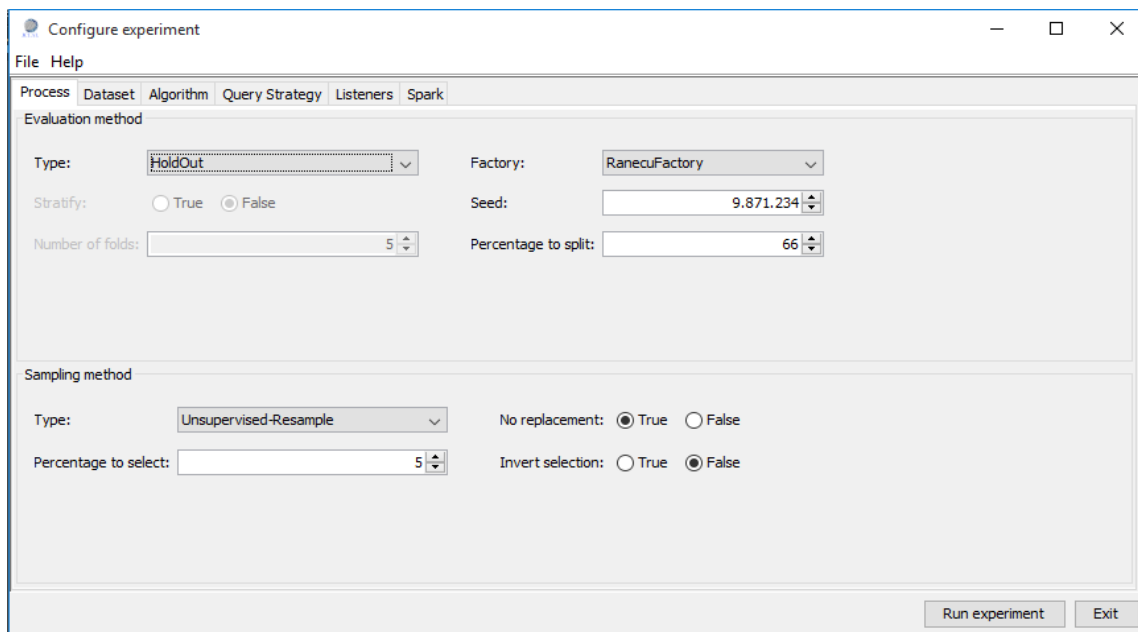 Configure experiment
File Help
Process Dataset Algorithm Query Strategy Listeners Spark
Evaluation method
Type: HoldOut Factory: RanecuFactory
Stratify: True False Seed: 9.871.234
Number of folds: 5 Percentage to split: 66
Sampling method
Type: Unsupervised-Resample No replacement: True False
Percentage to select: 5 Invert selection: True False
Run experiment Exit